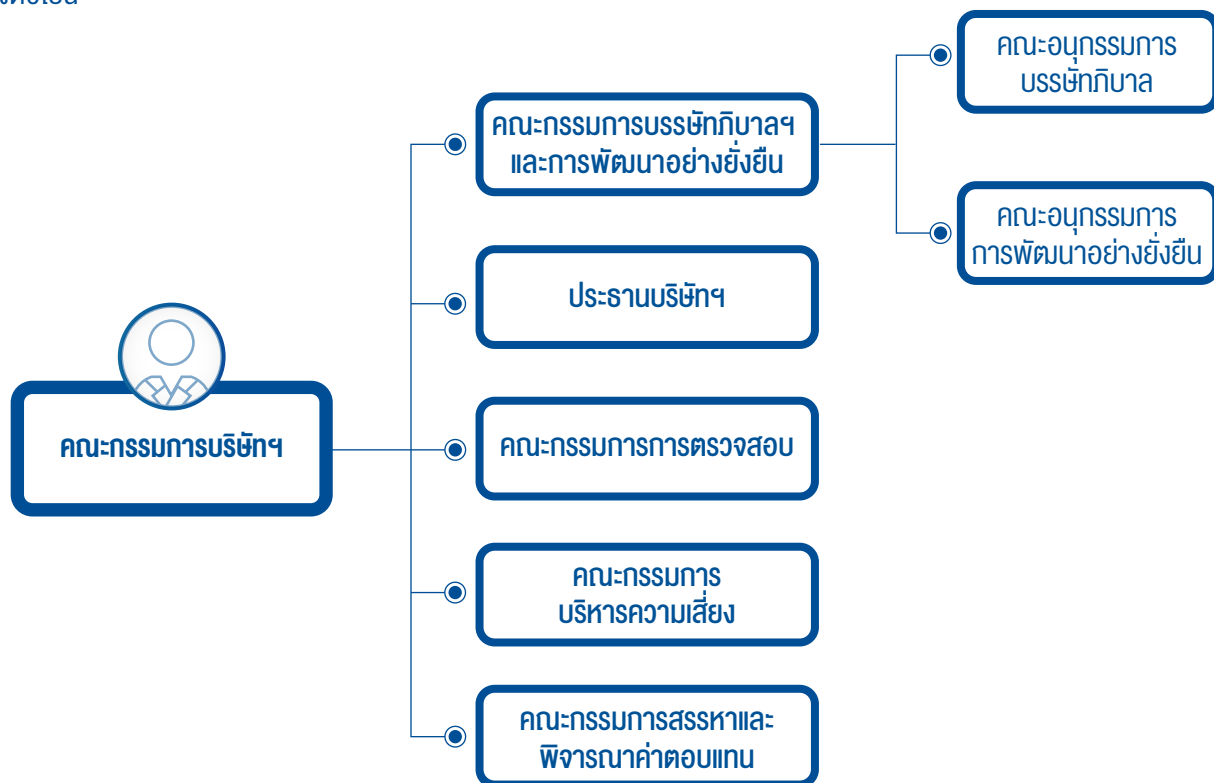 คณะกรรมการบริษัทฯ
คณะกรรมการบรรษัทภิบาลฯ
และการพัฒนาอย่างยั่งยืน
คณะอนุกรรมการ
บรรษัทภิบาล
คณะอนุกรรมการ
การพัฒนาอย่างยั่งยืน
ประธานบริษัทฯ
คณะกรรมการการตรวจสอบ
คณะกรรมการ
บริหารความเสี่ยง
คณะกรรมการสรรหาและ
พิจารณาค่าตอบแทน